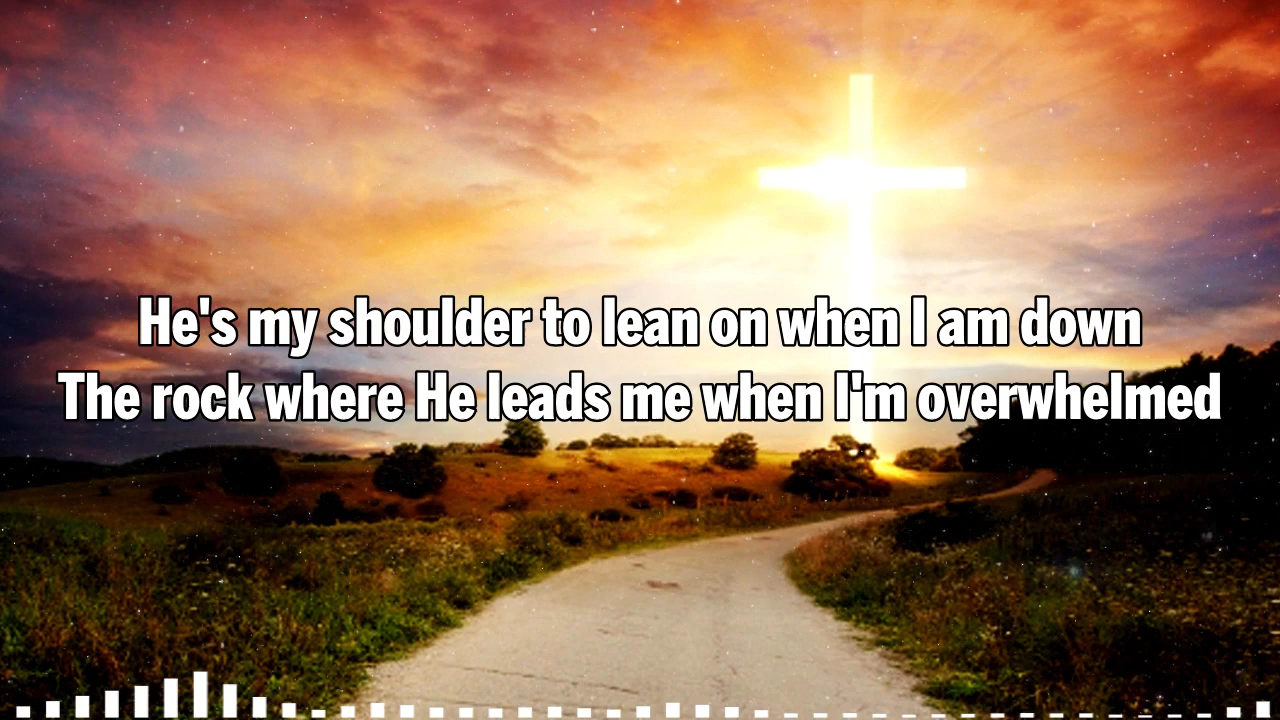 He's my shoulder to lean on when I am down
The rock where He leads me when I'm overwhelmed